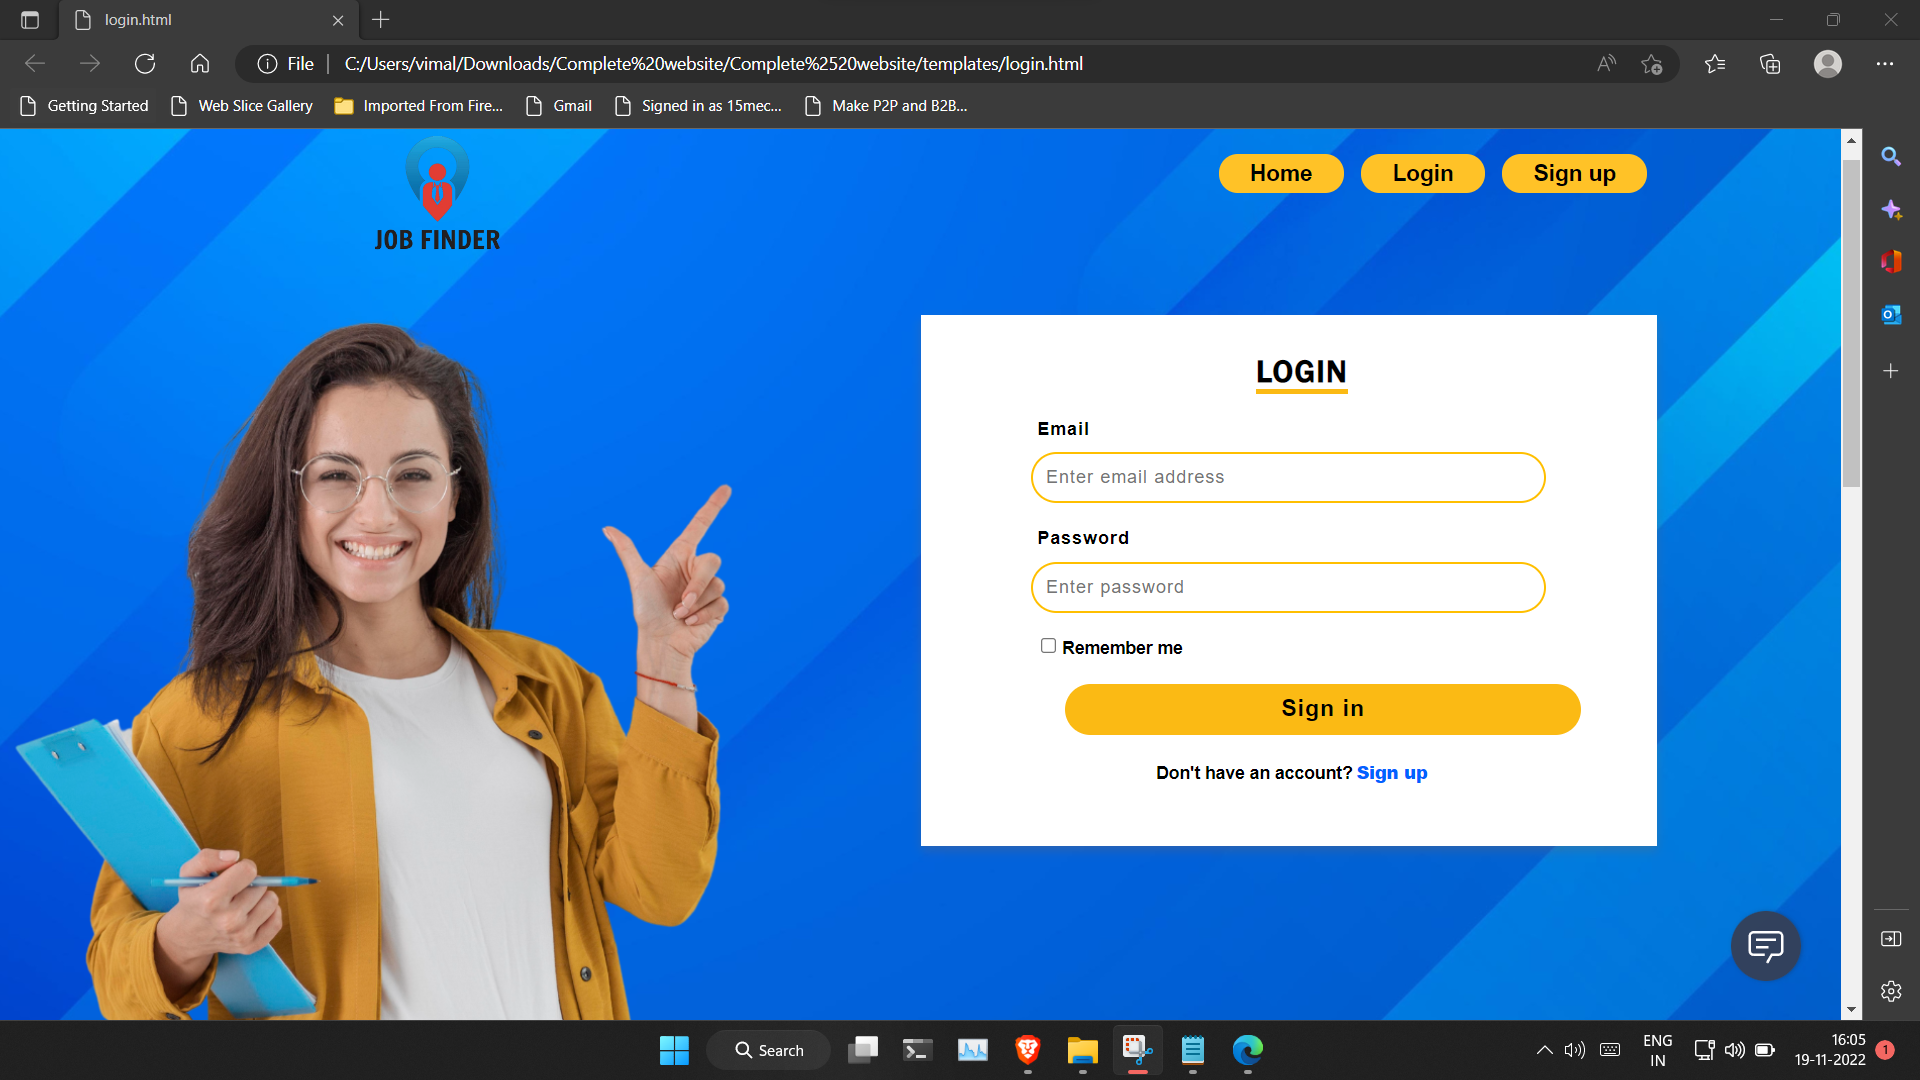 login.html
File
C:/Users/vimal/Downloads/Complete%20website/Complete%2520website/templates/login.html
Getting Started
Web Slice Gallery
Imported From Fire...
Gmail
Signed in as 15mec...
Make P2P and B2B...
JOB FINDER
Home
Login
Sign up
LOGIN
Email
Enter email address
Password
Enter password
Remember me
Sign in
Don't have an account? Sign up
Search
ENG
IN
16:05
19-11-2022
1